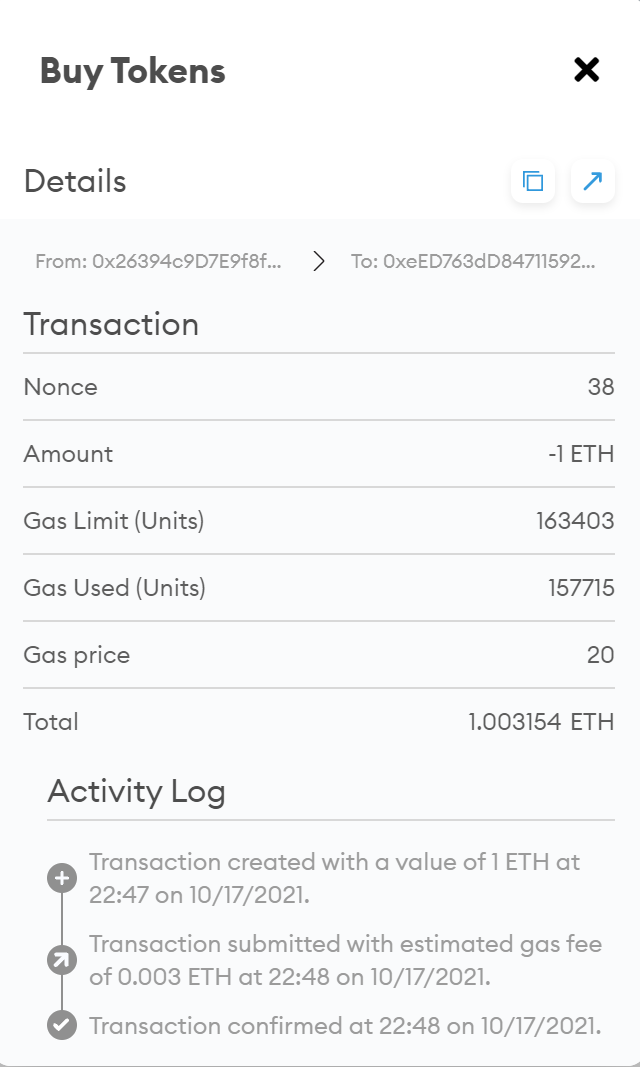 Buy Tokens
Details
From: 0x26394c9D7E9f8f... To: 0xeED763dD84711592...
Transaction
Nonce 38
Amount -1 ETH
Gas Limit (Units) 163403
Gas Used (Units) 157715
Gas price 20
Total 1.003154 ETH
Activity Log
Transaction created with a value of 1 ETH at
22:47 on 10/17/2021.
Transaction submitted with estimated gas fee
of 0.003 ETH at 22:48 on 10/17/2021.
Transaction confirmed at 22:48 on 10/17/2021.